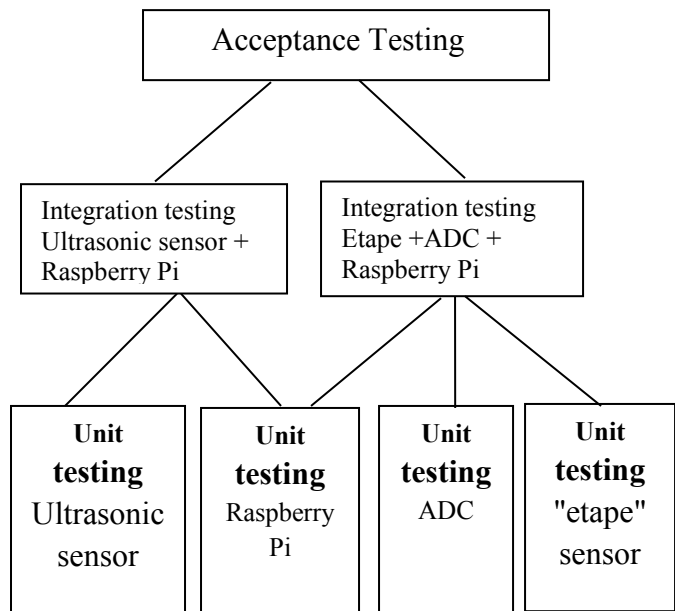 Acceptance Testing
Integration testing
Ultrasonic sensor +
Raspberry Pi
Integration testing
Etape +ADC +
Raspberry Pi
Unit
testing
Ultrasonic
sensor
Unit
testing
Raspberry
Pi
Unit
testing
ADC
Unit
testing
"etape"
sensor